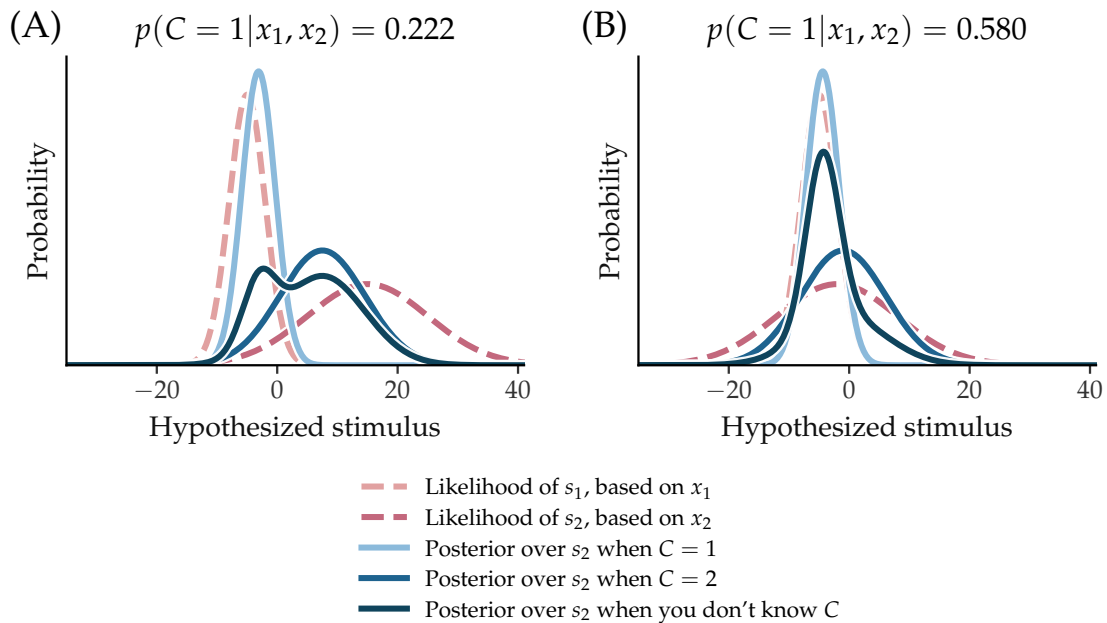 (A)
p(C = 1|x₁, x₂) = 0.222
Probability
−20
0
20
40
Hypothesized stimulus
(B)
p(C = 1|x₁, x₂) = 0.580
Probability
−20
0
20
40
Hypothesized stimulus
Likelihood of s₁, based on x₁
Likelihood of s₂, based on x₂
Posterior over s₂ when C = 1
Posterior over s₂ when C = 2
Posterior over s₂ when you don't know C